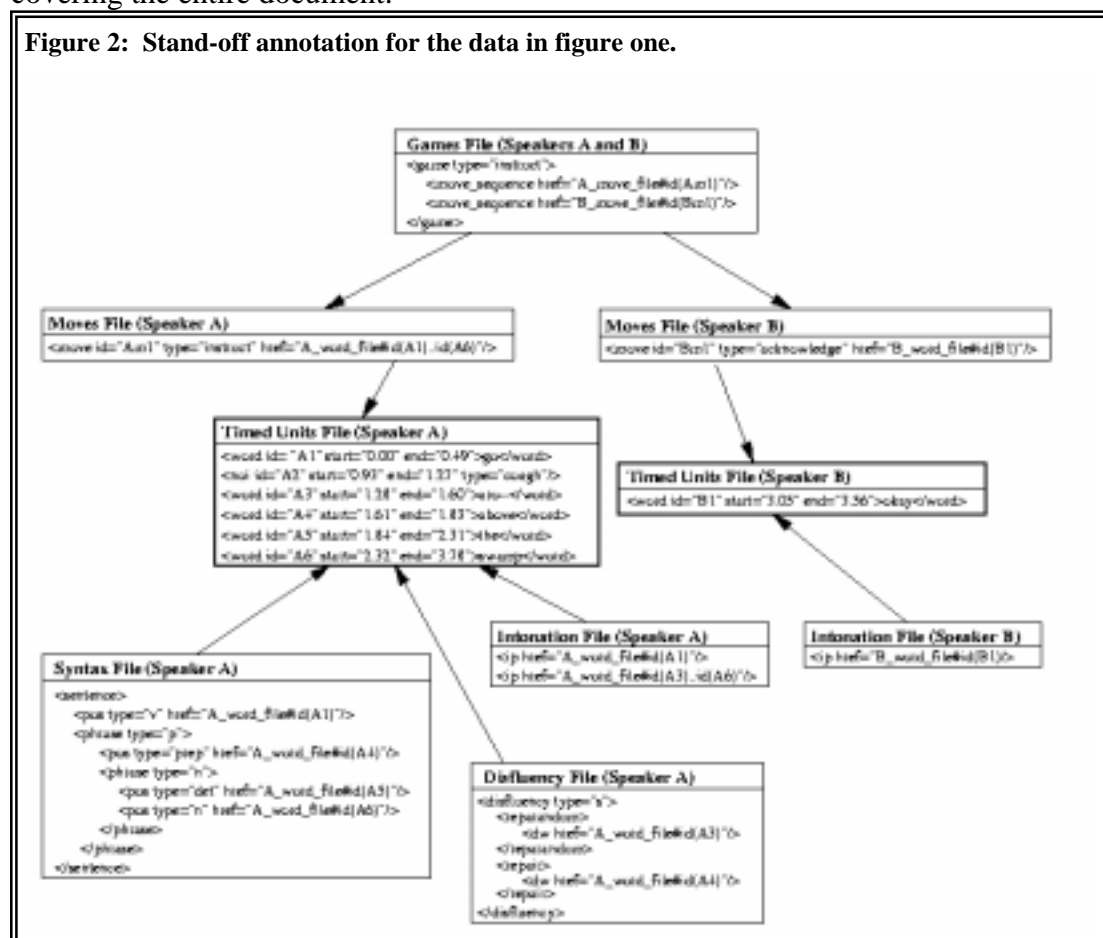 covering the entire document.
Figure 2: Stand-off annotation for the data in figure one.
Games File (Speakers A and B)
<game type="instruct">
<move_sequence href="A_move_file#id(Am1)"/>
<move_sequence href="B_move_file#id(Bm1)"/>
</game>
Moves File (Speaker A)
<move id="Am1" type="instruct" href="A_word_file#id(A1)..id(A6)"/>
Moves File (Speaker B)
<move id="Bm1" type="acknowledge" href="B_word_file#id(B1)"/>
Timed Units File (Speaker A)
<word id="A1" start="0.00" end="0.49">go</word>
<noi id="A2" start="0.93" end="1.27" type="cough"/>
<word id="A3" start="1.28" end="1.60">aro--</word>
<word id="A4" start="1.61" end="1.83">above</word>
<word id="A5" start="1.84" end="2.31">the</word>
<word id="A6" start="2.32" end="3.28">swamp</word>
Timed Units File (Speaker B)
<word id="B1" start="3.03" end="3.56">okay</word>
Intonation File (Speaker A)
<ip href="A_word_file#id(A1)"/>
<ip href="A_word_file#id(A3)..id(A6)"/>
Intonation File (Speaker B)
<ip href="B_word_file#id(B1)/>
Syntax File (Speaker A)
<sentence>
<pos type="v" href="A_word_file#id(A1)"/>
<phrase type="p">
<pos type="prep" href="A_word_file#id(A4)"/>
<phrase type="n">
<pos type="det" href="A_word_file#id(A5)"/>
<pos type="n" href="A_word_file#id(A6)"/>
</phrase>
</phrase>
</sentence>
Disfluency File (Speaker A)
<disfluency type="s">
<reparandum>
<dw href="A_word_file#id(A3)"/>
</reparandum>
<repair>
<dw href="A_word_file#id(A4)"/>
</repair>
</disfluency>